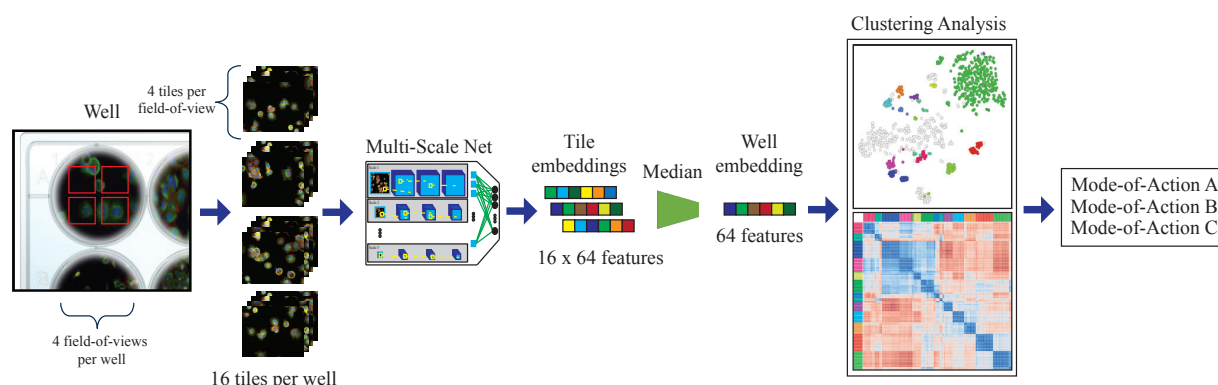 Clustering Analysis
4 tiles per
field-of-view
Well
Multi-Scale Net
Tile
embeddings
Median
Well
embedding
Mode-of-Action A
Mode-of-Action B
Mode-of-Action C
16 x 64 features
64 features
4 field-of-views
per well
16 tiles per well